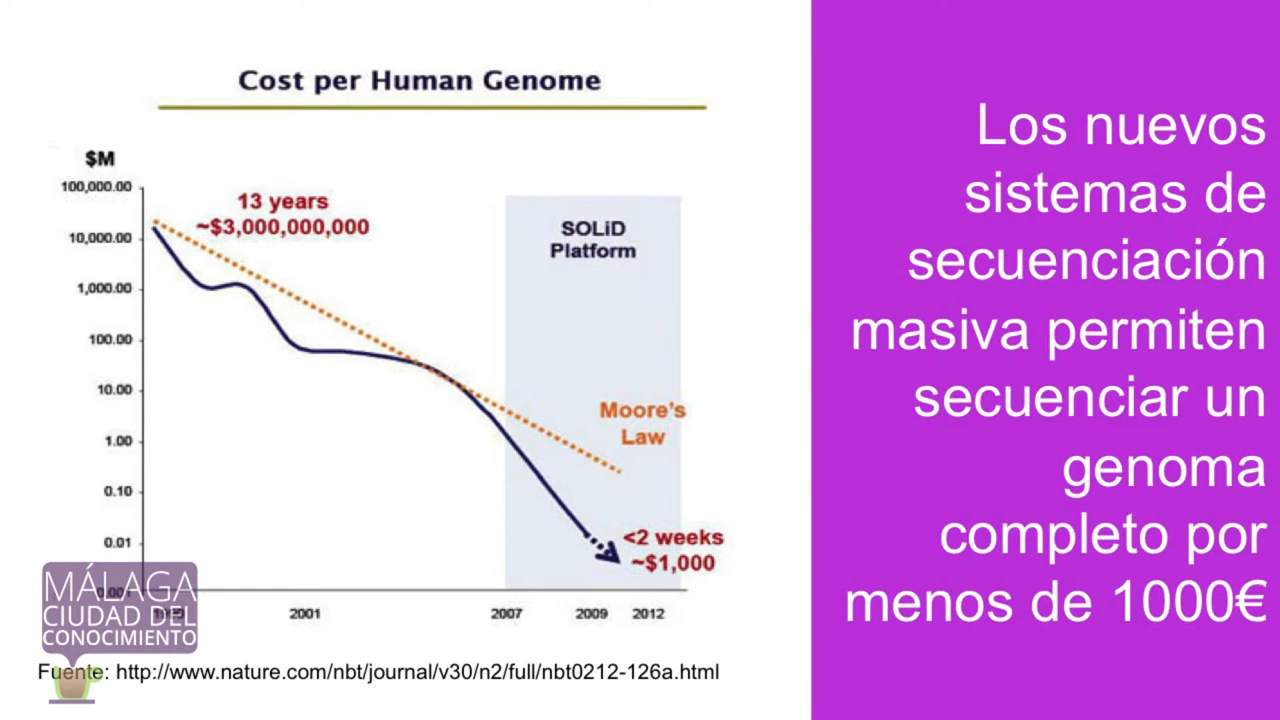 Cost per Human Genome
$M
100,000.00
10,000.00
1,000.00
100.00
10.00
1.00
0.10
0.01
0.001
13 years
~$3,000,000,000
SOLiD
Platform
Moore's
Law
<2 weeks
~$1,000
2001
2007
2009
2012
MÁLAGA
CIUDAD DEL
CONOCIMIENTO
Fuente: http://www.nature.com/nbt/journal/v30/n2/full/nbt0212-126a.html
Los nuevos
sistemas de
secuenciación
masiva permiten
secuenciar un
genoma
completo por
menos de 1000€